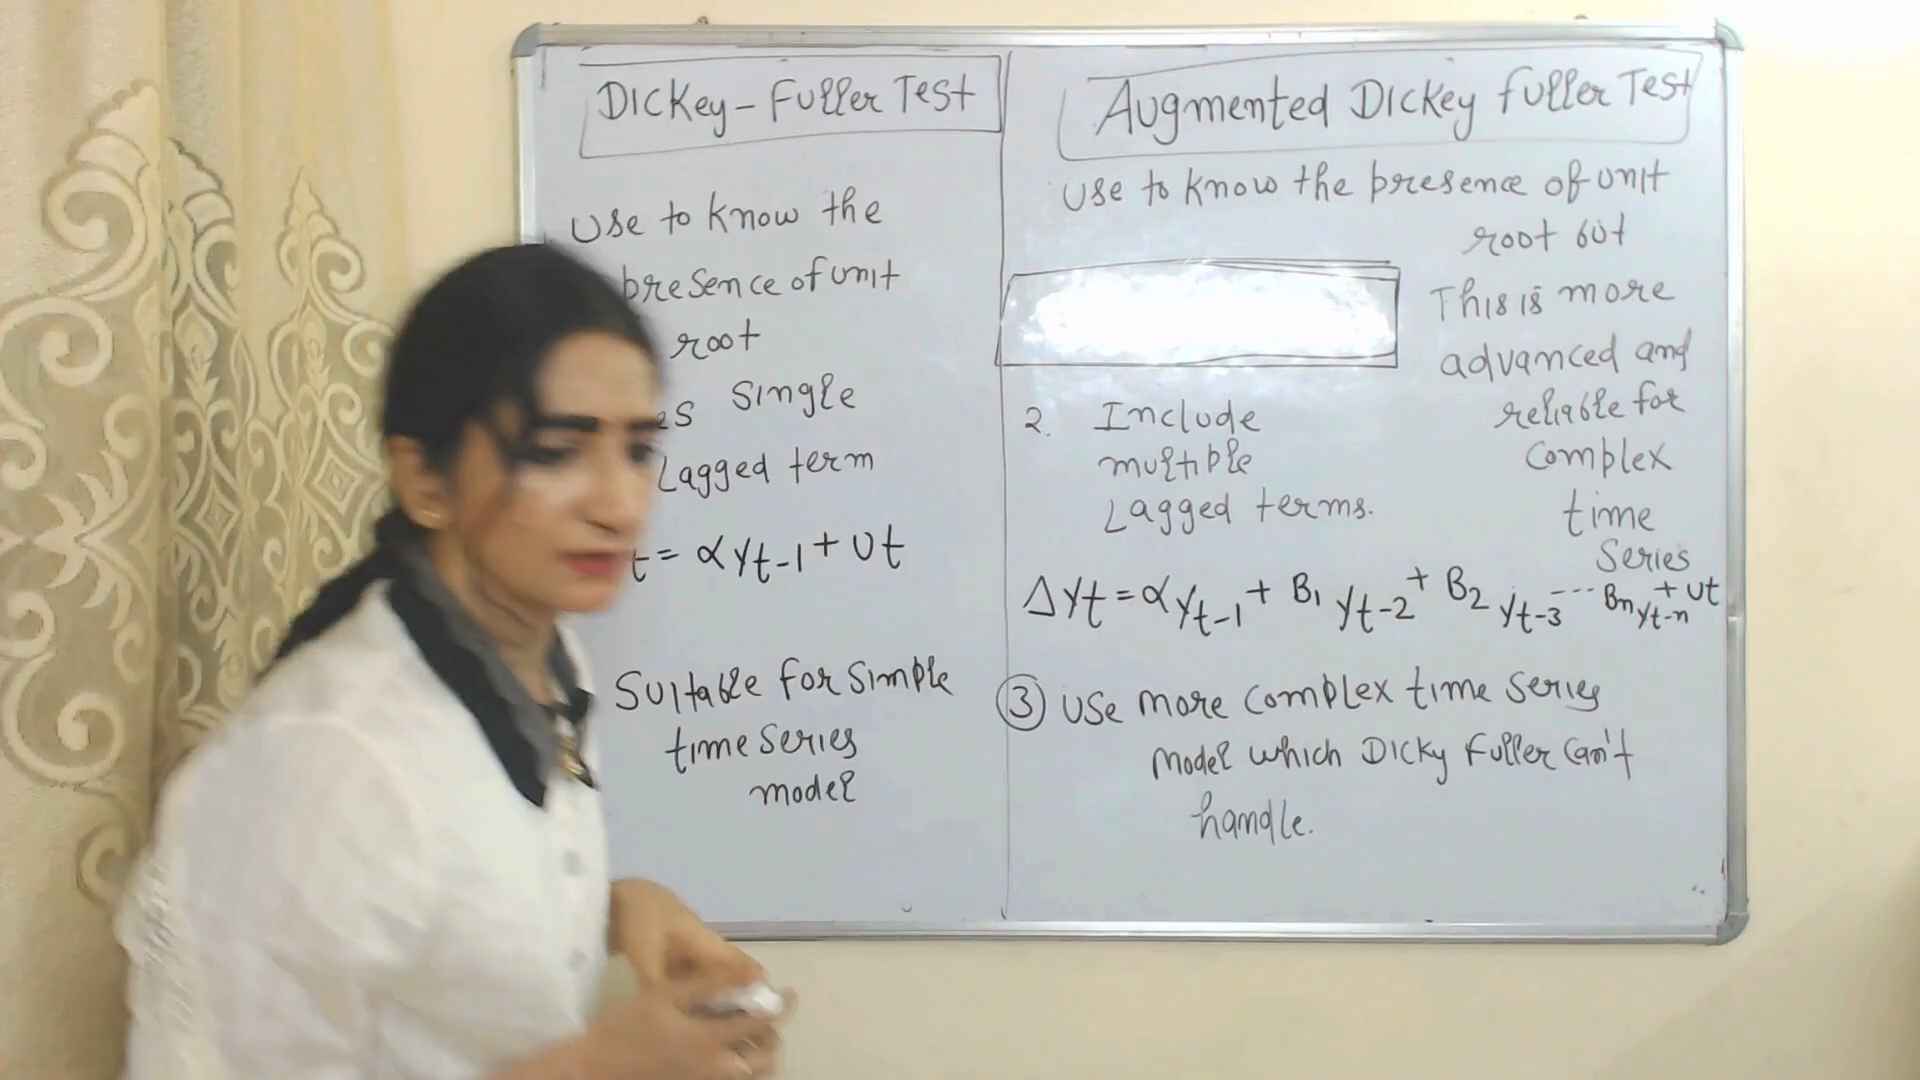 Dickey-Fuller Test
Use to know the
presence of unit
root
single
Lagged term
t = αyt-1 + Ut
Suitable for simple
time series
model
Augmented Dickey Fuller Test
Use to know the presence of unit
root but
This is more
advanced and
reliable for
complex
time
series
2. Include
multiple
Lagged terms.
Δyt = αyt-1 + B1 yt-2 + B2 yt-3 --- Bn yt-n + Ut
③ Use more complex time series
model which Dicky Fuller can't
handle.